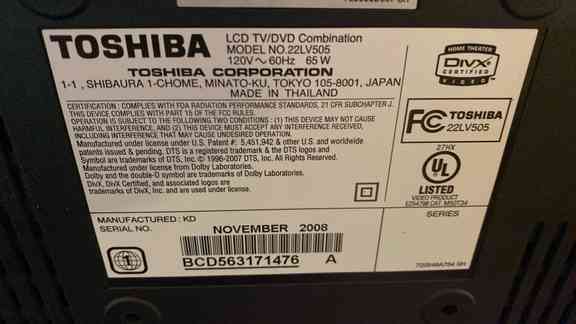 TOSHIBA
LCD TV/DVD Combination
MODEL NO.22LV505
120V ~ 60Hz 65W
TOSHIBA CORPORATION
1-1, SHIBAURA 1-CHOME, MINATO-KU, TOKYO 105-8001, JAPAN
MADE IN THAILAND
CERTIFICATION : COMPLIES WITH FDA RADIATION PERFORMANCE STANDARDS, 21 CFR SUBCHAPTER J.
THIS DEVICE COMPLIES WITH PART 15 OF THE FCC RULES.
OPERATION IS SUBJECT TO THE FOLLOWING TWO CONDITIONS : (1) THIS DEVICE MAY NOT CAUSE
HARMFUL INTERFERENCE, AND (2) THIS DEVICE MUST ACCEPT ANY INTERFERENCE RECEIVED,
INCLUDING INTERFERENCE THAT MAY CAUSE UNDESIRED OPERATION.
Manufactured under license under U.S. Patent #: 5,451,942 & other U.S. and worldwide
patents issued & pending. DTS is a registered trademark and the DTS logos and
Symbol are trademarks of DTS, Inc. © 1996-2007 DTS, Inc. All Rights Reserved.
Manufactured under license from Dolby Laboratories.
Dolby and the double-D symbol are trademarks of Dolby Laboratories.
DivX, DivX Certified, and associated logos are
trademarks of DivX, Inc. and are used under license.
HOME THEATER
DIVX
CERTIFIED
VIDEO
FC TOSHIBA
22LV505
27HX
UL
LISTED
VIDEO PRODUCT
MANUFACTURED : KD
SERIAL NO.
NOVEMBER 2008
1
BCD563171476 A
SERIES